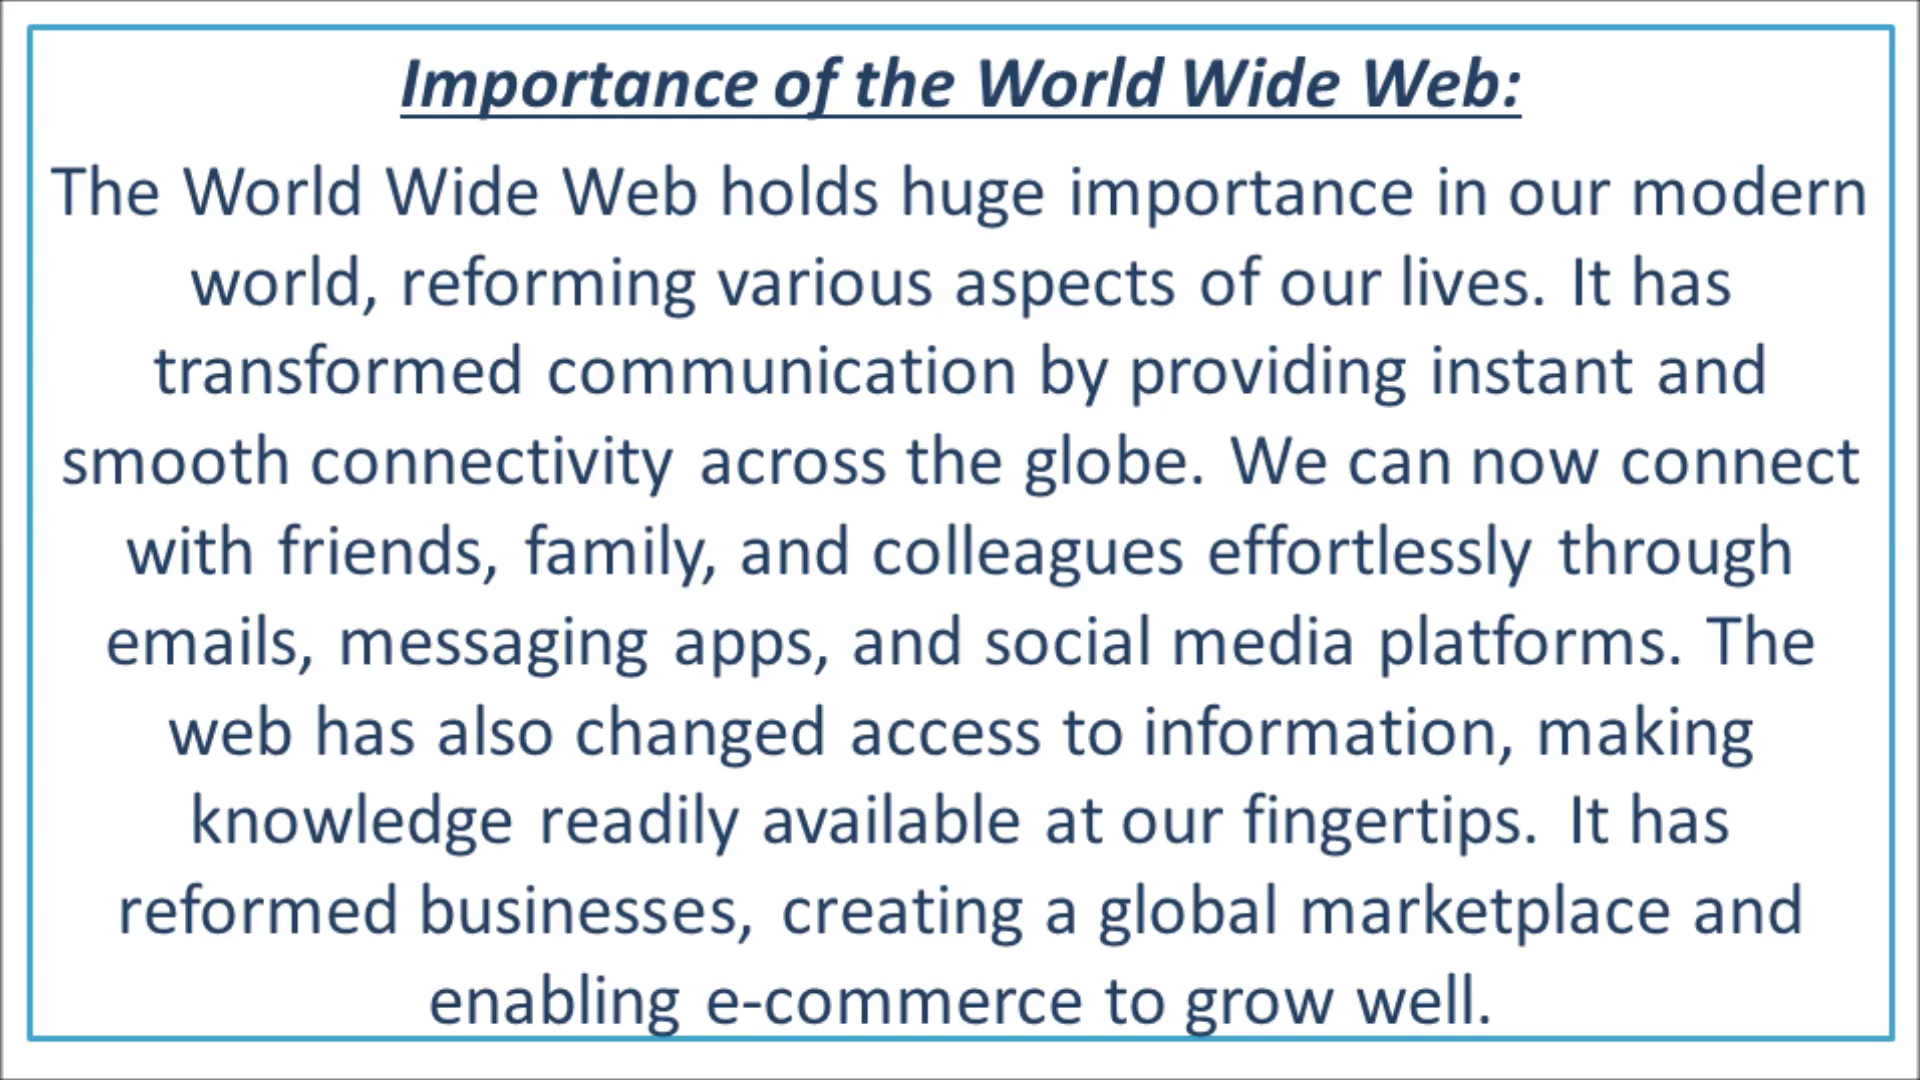 Importance of the World Wide Web:
The World Wide Web holds huge importance in our modern
world, reforming various aspects of our lives. It has
transformed communication by providing instant and
smooth connectivity across the globe. We can now connect
with friends, family, and colleagues effortlessly through
emails, messaging apps, and social media platforms. The
web has also changed access to information, making
knowledge readily available at our fingertips. It has
reformed businesses, creating a global marketplace and
enabling e-commerce to grow well.